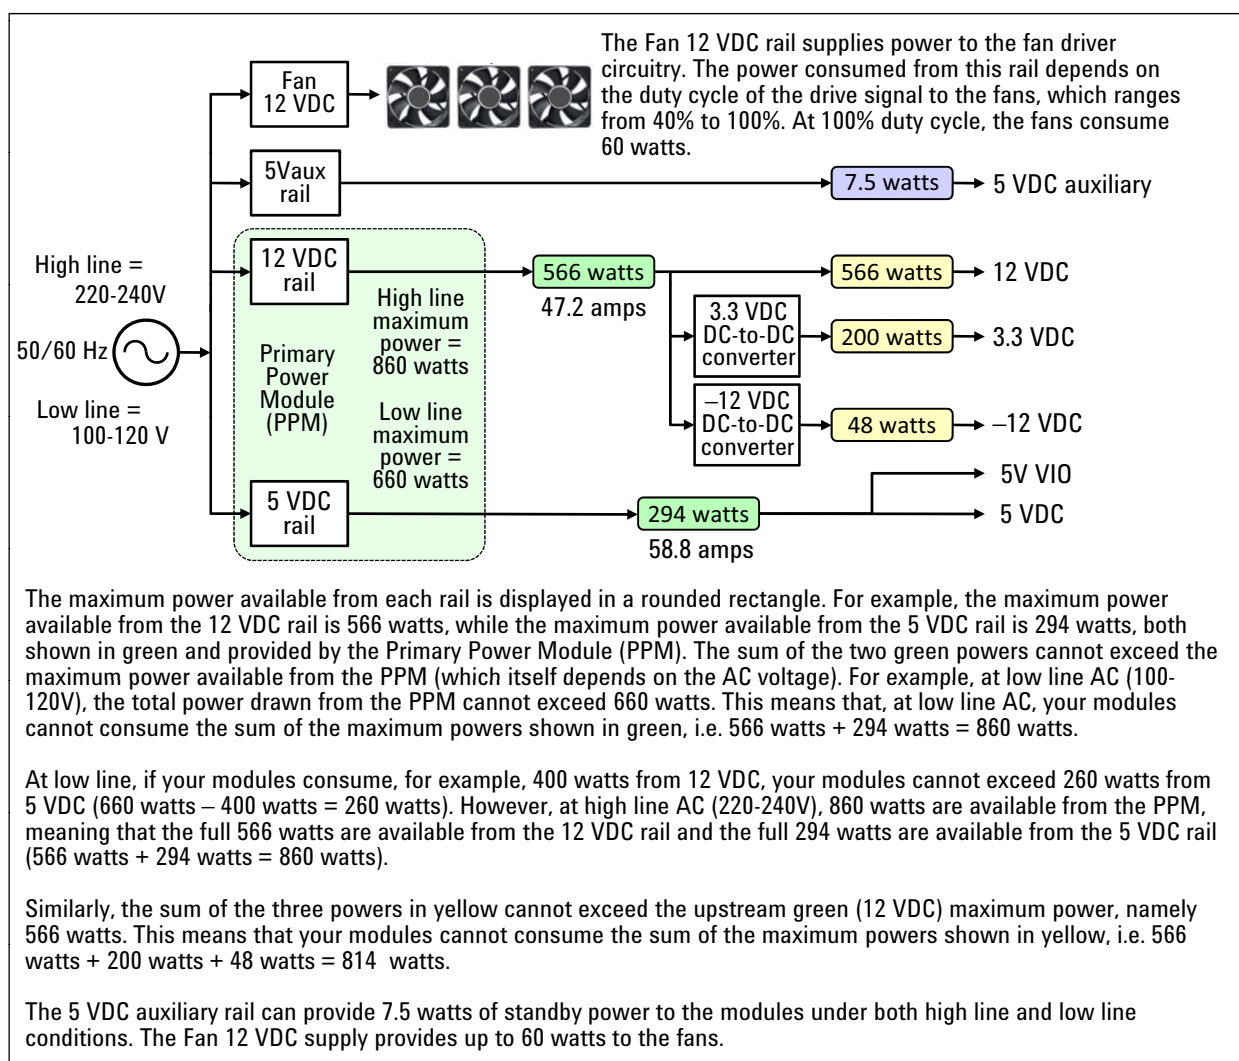 The Fan 12 VDC rail supplies power to the fan driver
circuitry. The power consumed from this rail depends on
the duty cycle of the drive signal to the fans, which ranges
from 40% to 100%. At 100% duty cycle, the fans consume
60 watts.
Fan
12 VDC
5Vaux
rail
7.5 watts
5 VDC auxiliary
High line =
220-240V
50/60 Hz
Low line =
100-120 V
12 VDC
rail
Primary
Power
Module
(PPM)
High line
maximum
power =
860 watts
Low line
maximum
power =
660 watts
5 VDC
rail
566 watts
47.2 amps
566 watts
12 VDC
3.3 VDC
DC-to-DC
converter
200 watts
3.3 VDC
–12 VDC
DC-to-DC
converter
48 watts
–12 VDC
5V VIO
294 watts
58.8 amps
5 VDC
The maximum power available from each rail is displayed in a rounded rectangle. For example, the maximum power
available from the 12 VDC rail is 566 watts, while the maximum power available from the 5 VDC rail is 294 watts, both
shown in green and provided by the Primary Power Module (PPM). The sum of the two green powers cannot exceed the
maximum power available from the PPM (which itself depends on the AC voltage). For example, at low line AC (100-
120V), the total power drawn from the PPM cannot exceed 660 watts. This means that, at low line AC, your modules
cannot consume the sum of the maximum powers shown in green, i.e. 566 watts + 294 watts = 860 watts.
At low line, if your modules consume, for example, 400 watts from 12 VDC, your modules cannot exceed 260 watts from
5 VDC (660 watts – 400 watts = 260 watts). However, at high line AC (220-240V), 860 watts are available from the PPM,
meaning that the full 566 watts are available from the 12 VDC rail and the full 294 watts are available from the 5 VDC rail
(566 watts + 294 watts = 860 watts).
Similarly, the sum of the three powers in yellow cannot exceed the upstream green (12 VDC) maximum power, namely
566 watts. This means that your modules cannot consume the sum of the maximum powers shown in yellow, i.e. 566
watts + 200 watts + 48 watts = 814 watts.
The 5 VDC auxiliary rail can provide 7.5 watts of standby power to the modules under both high line and low line
conditions. The Fan 12 VDC supply provides up to 60 watts to the fans.